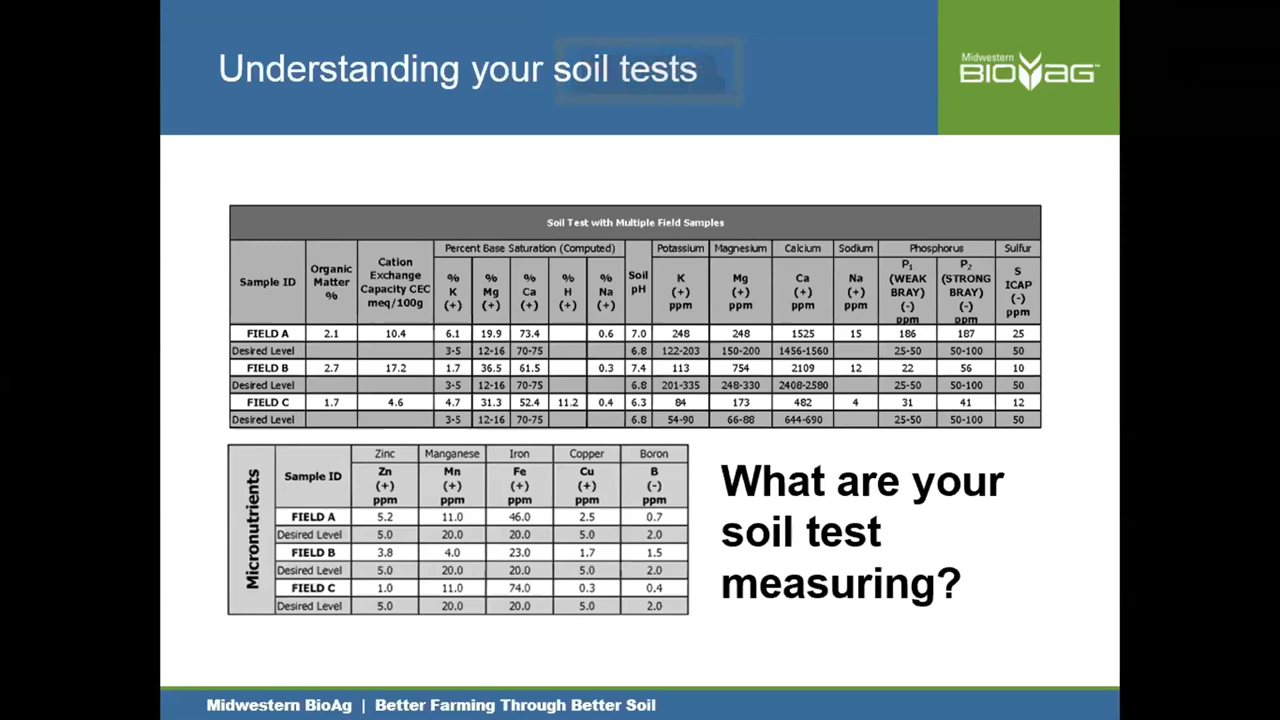 Understanding your soil tests
Midwestern
BIOAG™
Soil Test with Multiple Field Samples
Sample ID Organic Matter % Cation Exchange Capacity CEC meq/100g Percent Base Saturation (Computed) Soil pH Potassium Magnesium Calcium Sodium Phosphorus Sulfur
% K (+) % Mg (+) % Ca (+) % H (+) % Na (+) K (+) ppm Mg (+) ppm Ca (+) ppm Na (+) ppm P₁ (WEAK BRAY) (-) ppm P₂ (STRONG BRAY) (-) ppm S ICAP (-) ppm
FIELD A 2.1 10.4 6.1 19.9 73.4 0.6 7.0 248 248 1525 15 186 187 25
Desired Level 3-5 12-16 70-75 6.8 122-203 150-200 1456-1560 25-50 50-100 50
FIELD B 2.7 17.2 1.7 36.5 61.5 0.3 7.4 113 754 2109 12 22 56 10
Desired Level 3-5 12-16 70-75 6.8 201-335 248-330 2408-2580 25-50 50-100 50
FIELD C 1.7 4.6 4.7 31.3 52.4 11.2 0.4 6.3 84 173 482 4 31 41 12
Desired Level 3-5 12-16 70-75 6.8 54-90 66-88 644-690 25-50 50-100 50
Micronutrients
Sample ID Zinc Manganese Iron Copper Boron
Zn (+) ppm Mn (+) ppm Fe (+) ppm Cu (+) ppm B (-) ppm
FIELD A 5.2 11.0 46.0 2.5 0.7
Desired Level 5.0 20.0 20.0 5.0 2.0
FIELD B 3.8 4.0 23.0 1.7 1.5
Desired Level 5.0 20.0 20.0 5.0 2.0
FIELD C 1.0 11.0 74.0 0.3 0.4
Desired Level 5.0 20.0 20.0 5.0 2.0
What are your
soil test
measuring?
Midwestern BioAg | Better Farming Through Better Soil